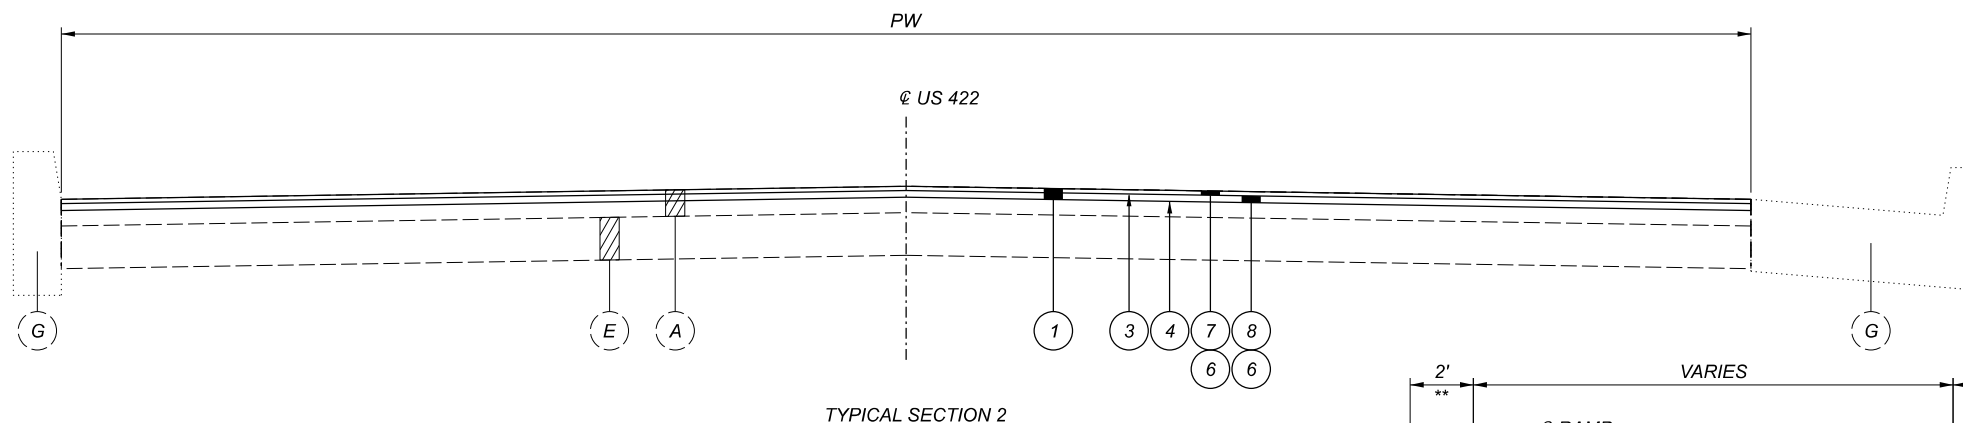 PW
℄ US 422
G
E
A
1
3
4
7
8
G
6
6
2'
VARIES
**
TYPICAL SECTION 2